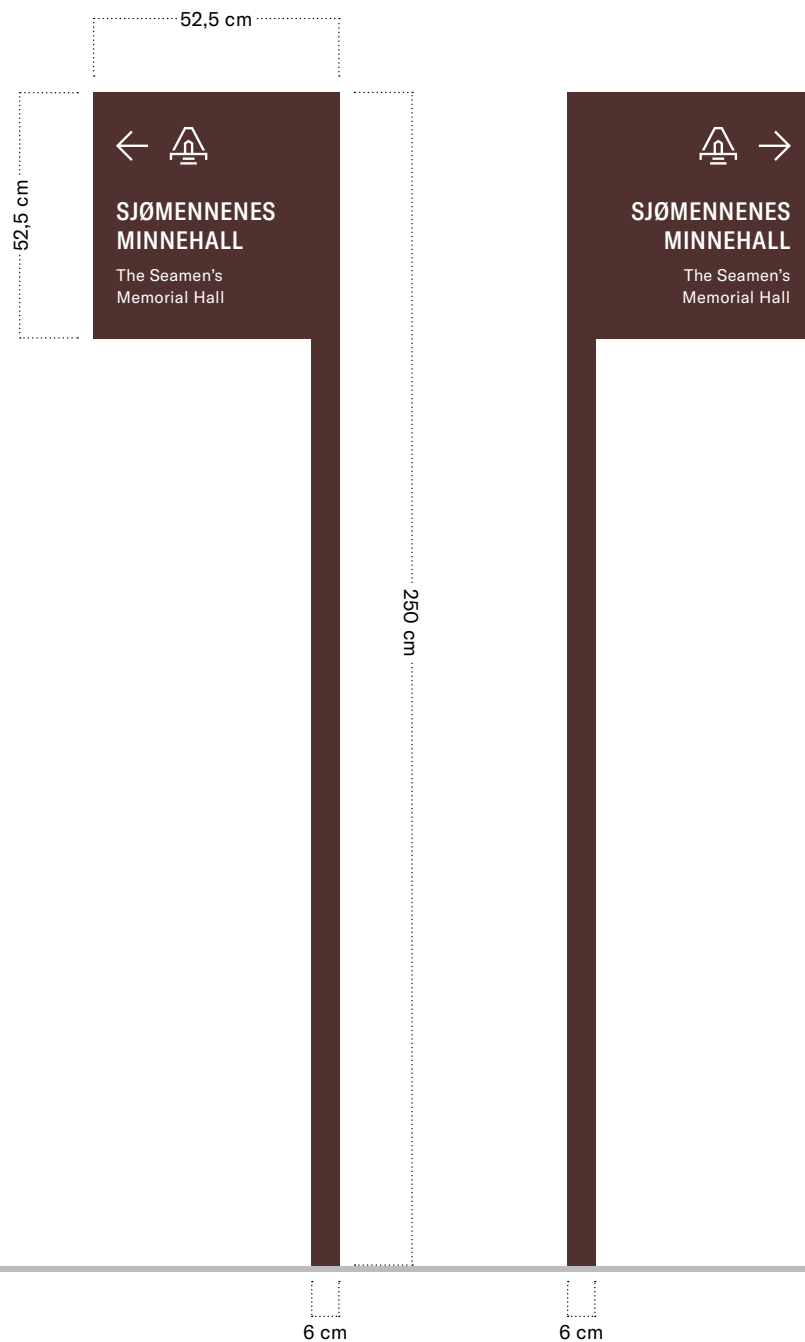 52,5 cm
52,5 cm
SJØMENNENES
MINNEHALL
The Seamen’s
Memorial Hall
250 cm
SJØMENNENES
MINNEHALL
The Seamen’s
Memorial Hall
6 cm
6 cm